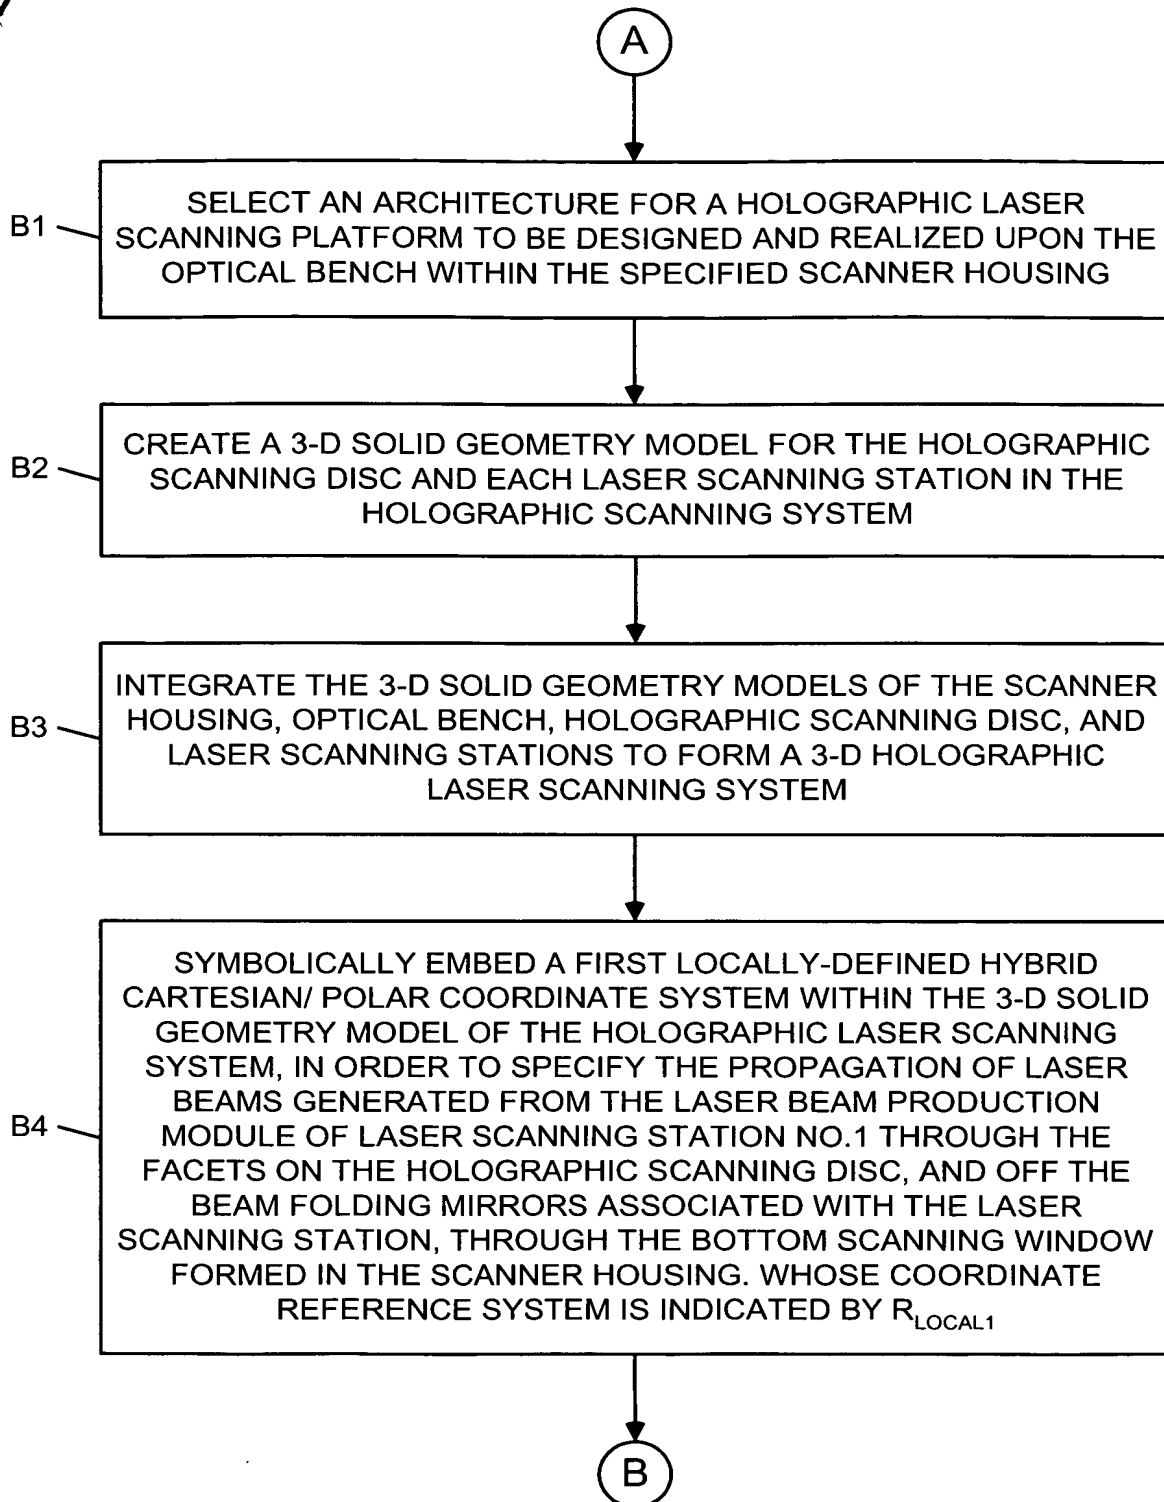 A
B1
SELECT AN ARCHITECTURE FOR A HOLOGRAPHIC LASER
SCANNING PLATFORM TO BE DESIGNED AND REALIZED UPON THE
OPTICAL BENCH WITHIN THE SPECIFIED SCANNER HOUSING
B2
CREATE A 3-D SOLID GEOMETRY MODEL FOR THE HOLOGRAPHIC
SCANNING DISC AND EACH LASER SCANNING STATION IN THE
HOLOGRAPHIC SCANNING SYSTEM
B3
INTEGRATE THE 3-D SOLID GEOMETRY MODELS OF THE SCANNER
HOUSING, OPTICAL BENCH, HOLOGRAPHIC SCANNING DISC, AND
LASER SCANNING STATIONS TO FORM A 3-D HOLOGRAPHIC
LASER SCANNING SYSTEM
B4
SYMBOLICALLY EMBED A FIRST LOCALLY-DEFINED HYBRID
CARTESIAN/ POLAR COORDINATE SYSTEM WITHIN THE 3-D SOLID
GEOMETRY MODEL OF THE HOLOGRAPHIC LASER SCANNING
SYSTEM, IN ORDER TO SPECIFY THE PROPAGATION OF LASER
BEAMS GENERATED FROM THE LASER BEAM PRODUCTION
MODULE OF LASER SCANNING STATION NO.1 THROUGH THE
FACETS ON THE HOLOGRAPHIC SCANNING DISC, AND OFF THE
BEAM FOLDING MIRRORS ASSOCIATED WITH THE LASER
SCANNING STATION, THROUGH THE BOTTOM SCANNING WINDOW
FORMED IN THE SCANNER HOUSING. WHOSE COORDINATE
REFERENCE SYSTEM IS INDICATED BY R_LOCAL1
B